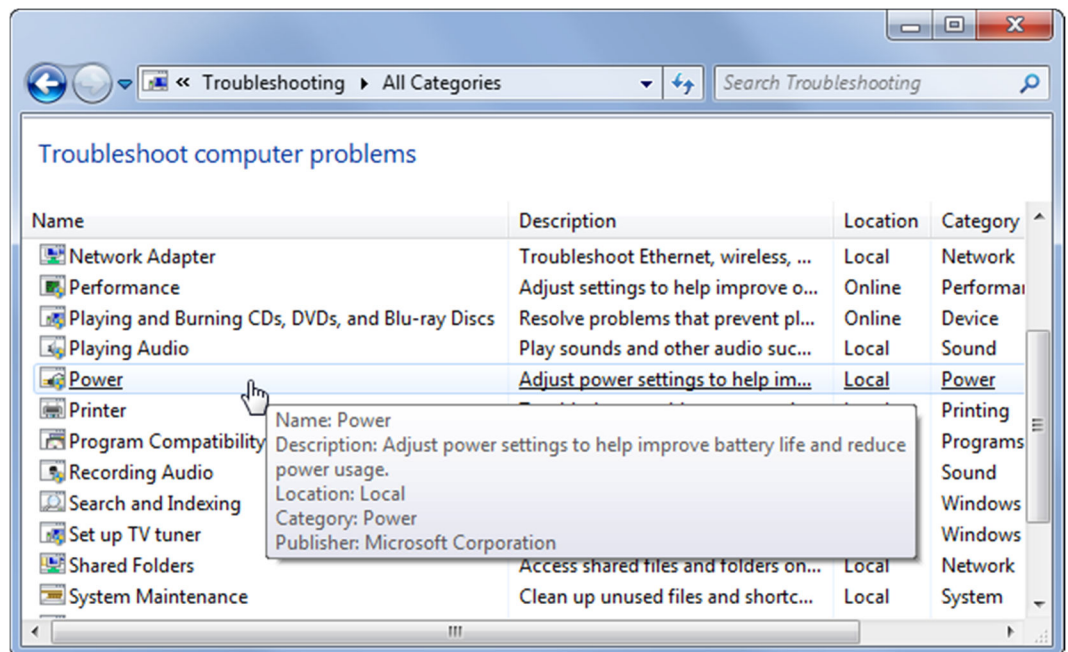 « Troubleshooting All Categories Search Troubleshooting
Troubleshoot computer problems
Name Description Location Category
Network Adapter Troubleshoot Ethernet, wireless, ... Local Network
Performance Adjust settings to help improve o... Online Performa
Playing and Burning CDs, DVDs, and Blu-ray Discs Resolve problems that prevent pl... Online Device
Playing Audio Play sounds and other audio suc... Local Sound
Power Adjust power settings to help im... Local Power
Printer Printing
Program Compatibility Programs
Recording Audio Sound
Search and Indexing Windows
Set up TV tuner Windows
Name: Power
Description: Adjust power settings to help improve battery life and reduce
power usage.
Location: Local
Category: Power
Publisher: Microsoft Corporation
Shared Folders Access shared files and folders on... Local Network
System Maintenance Clean up unused files and shortc... Local System